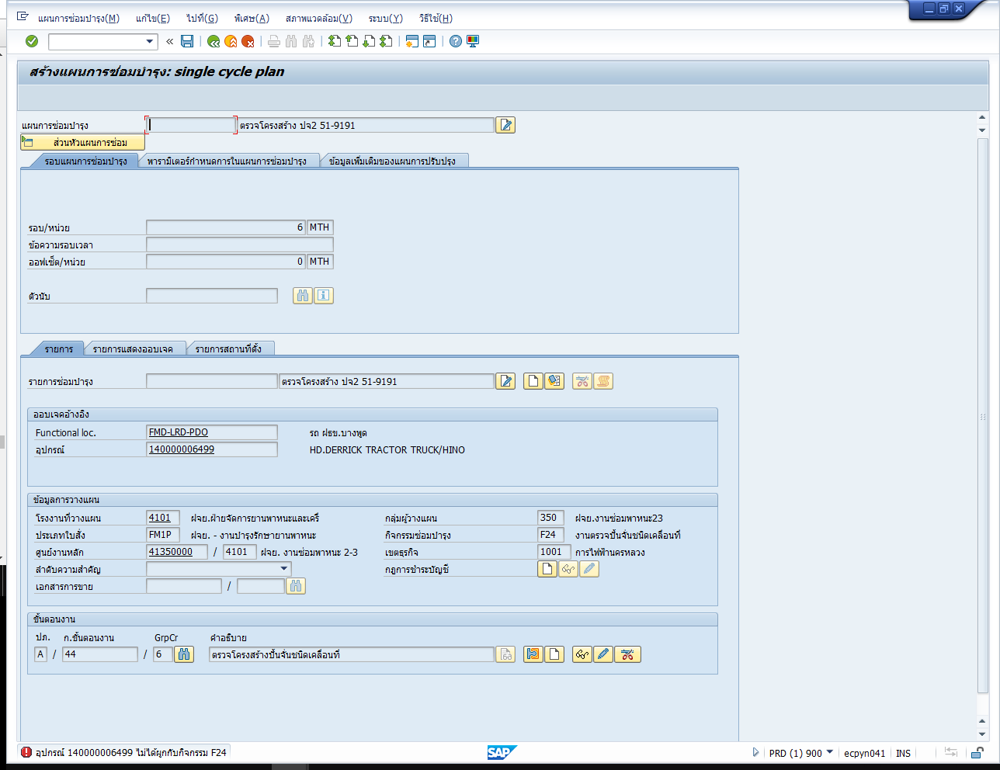 แผนการซ่อมบำรุง(M) แก้ไข(E) ไปที่(G) พิเศษ(A) สภาพแวดล้อม(V) ระบบ(Y) วิธีใช้(H)
สร้างแผนการซ่อมบำรุง: single cycle plan
แผนการซ่อมบำรุง ตรวจโครงสร้าง ปจ2 51-9191
ส่วนหัวแผนการซ่อม
รอบแผนการซ่อมบำรุง พารามิเตอร์กำหนดการในแผนการซ่อมบำรุง ข้อมูลเพิ่มเติมของแผนการปรับปรุง
รอบ/หน่วย 6 MTH
ข้อความรอบเวลา
ออฟเซ็ต/หน่วย 0 MTH
ตัวนับ
รายการ รายการแสดงออบเจค รายการสถานที่ตั้ง
รายการซ่อมบำรุง ตรวจโครงสร้าง ปจ2 51-9191
ออบเจคอ้างอิง
Functional loc. FMD-LRD-PDO รถ ฝธข.บางพูด
อุปกรณ์ 140000006499 HD.DERRICK TRACTOR TRUCK/HINO
ข้อมูลการวางแผน
โรงงานที่วางแผน 4101 ฝจย.ฝ่ายจัดการยานพาหนะและเครื่ กลุ่มผู้วางแผน 350 ฝจย.งานซ่อมพาหนะ23
ประเภทใบสั่ง FM1P ฝจย. - งานบำรุงรักษายานพาหนะ กิจกรรมซ่อมบำรุง F24 งานตรวจปั้นจั่นชนิดเคลื่อนที่
ศูนย์งานหลัก 41350000 / 4101 ฝจย. งานซ่อมพาหนะ 2-3 เขตธุรกิจ 1001 การไฟฟ้านครหลวง
ลำดับความสำคัญ กฎการชำระบัญชี
เอกสารการขาย /
ขั้นตอนงาน
ปภ. ก.ขั้นตอนงาน GrpCr คำอธิบาย
A / 44 / 6 ตรวจโครงสร้างปั้นจั่นชนิดเคลื่อนที่
อุปกรณ์ 140000006499 ไม่ได้ผูกกับกิจกรรม F24 SAP PRD (1) 900 ecpyn041 INS